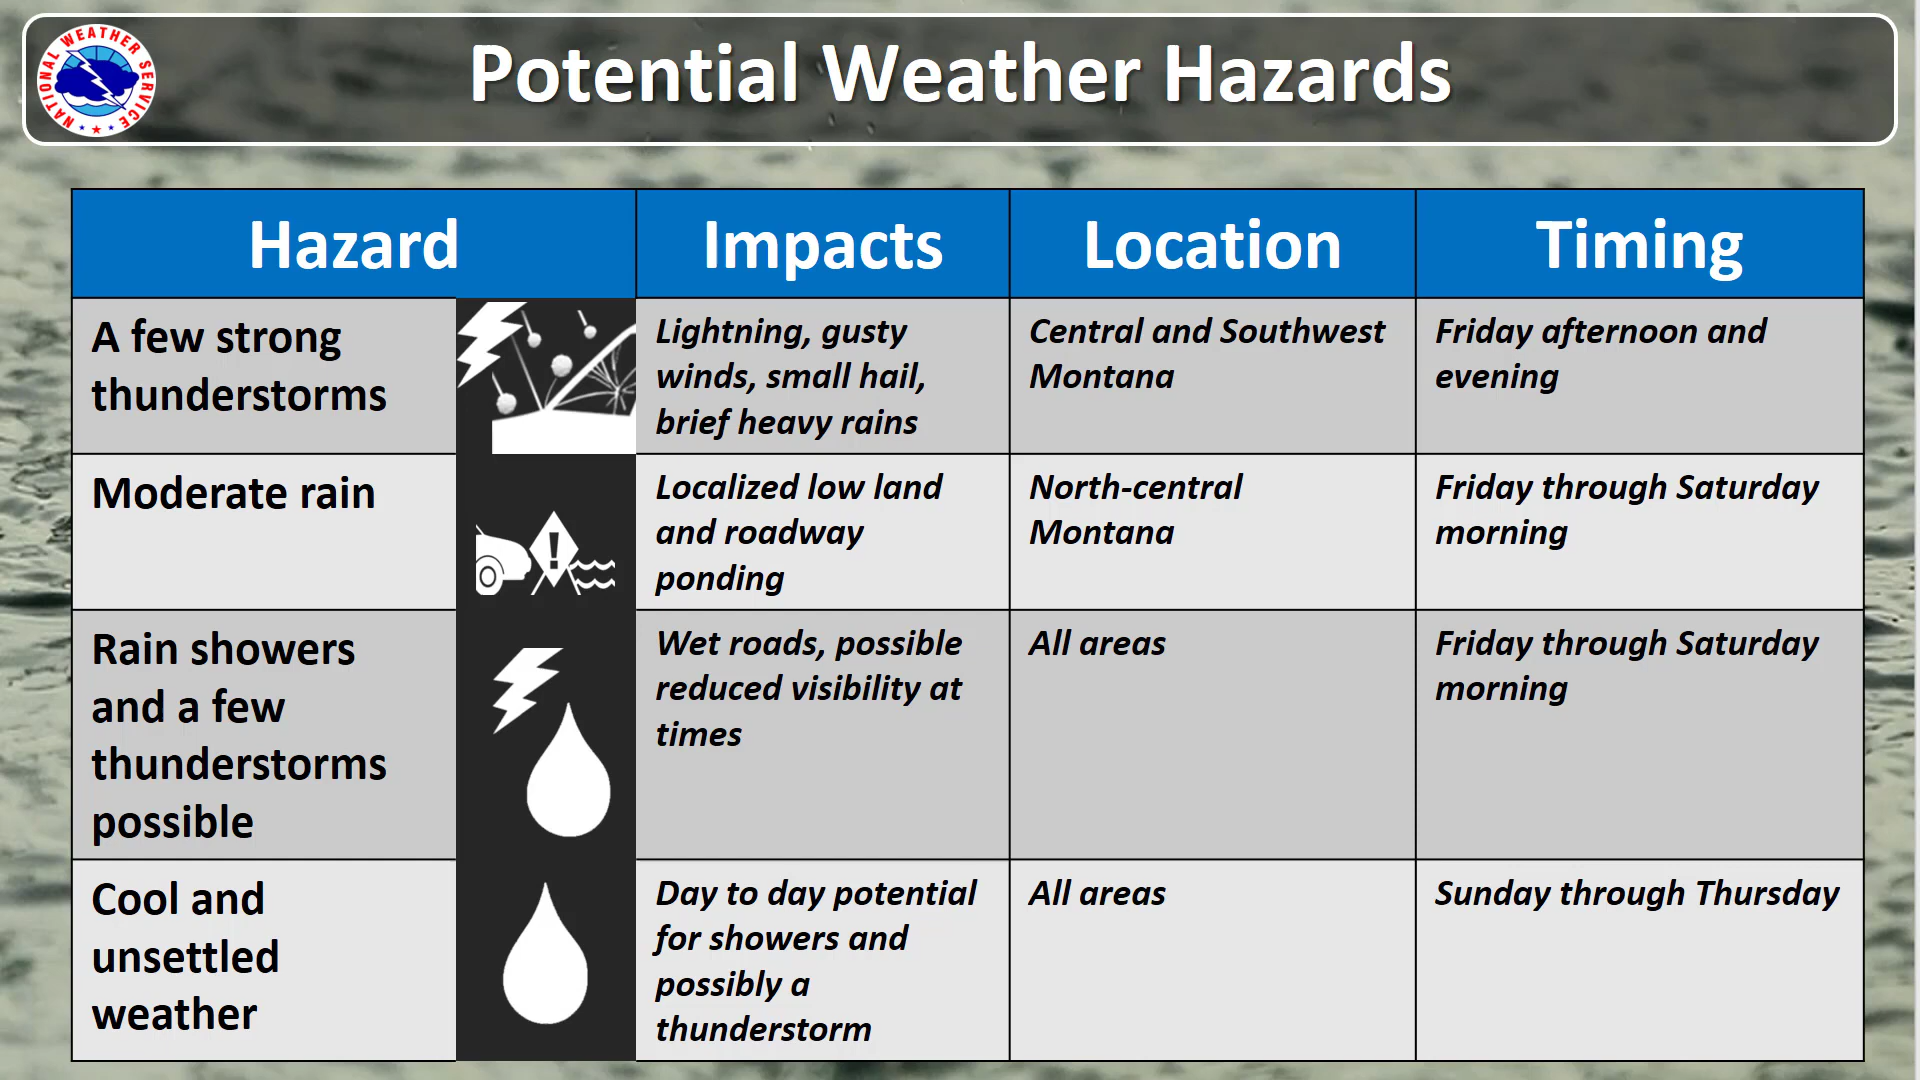 NATIONAL WEATHER SERVICE
Potential Weather Hazards
Hazard
Impacts
Location
Timing
A few strong
thunderstorms
Lightning, gusty
winds, small hail,
brief heavy rains
Central and Southwest
Montana
Friday afternoon and
evening
Moderate rain
!
Localized low land
and roadway
ponding
North-central
Montana
Friday through Saturday
morning
Rain showers
and a few
thunderstorms
possible
Wet roads, possible
reduced visibility at
times
All areas
Friday through Saturday
morning
Cool and
unsettled
weather
Day to day potential
for showers and
possibly a
thunderstorm
All areas
Sunday through Thursday